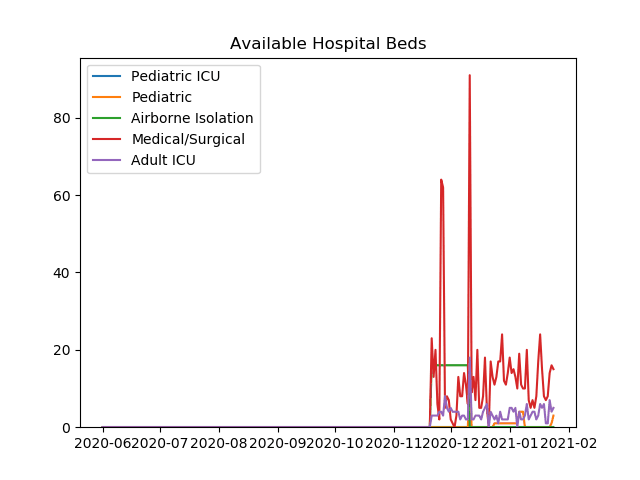 Available Hospital Beds
Pediatric ICU
Pediatric
Airborne Isolation
Medical/Surgical
Adult ICU
80
60
40
20
0
2020-06 2020-07 2020-08 2020-09 2020-10 2020-11 2020-12 2021-01 2021-02